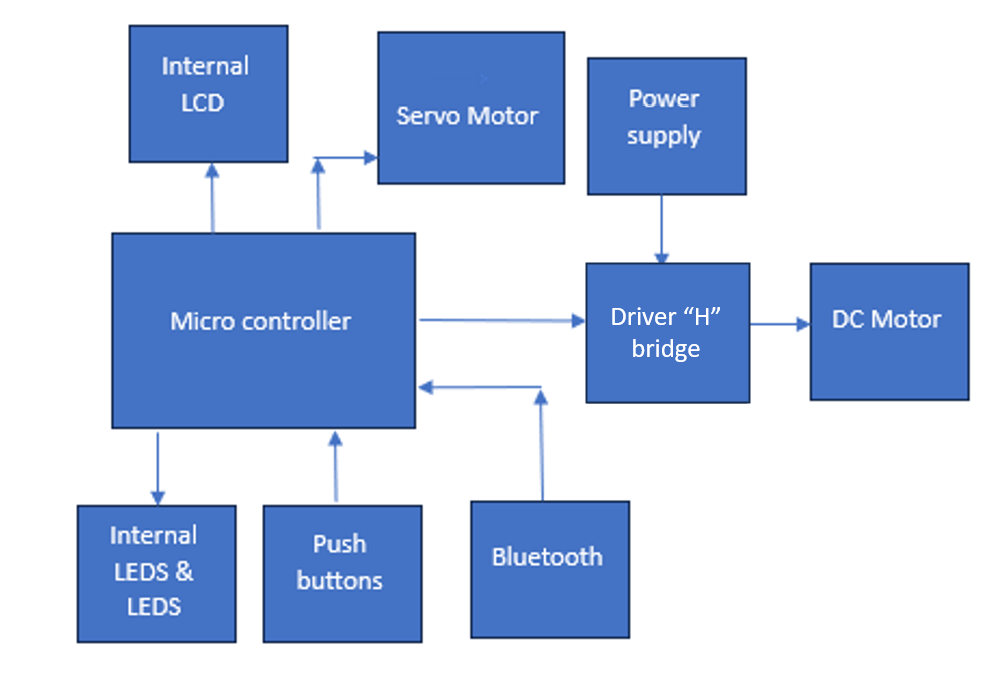 Internal
LCD
Servo Motor
Power
supply
Micro controller
Driver “H”
bridge
DC Motor
Internal
LEDS &
LEDS
Push
buttons
Bluetooth